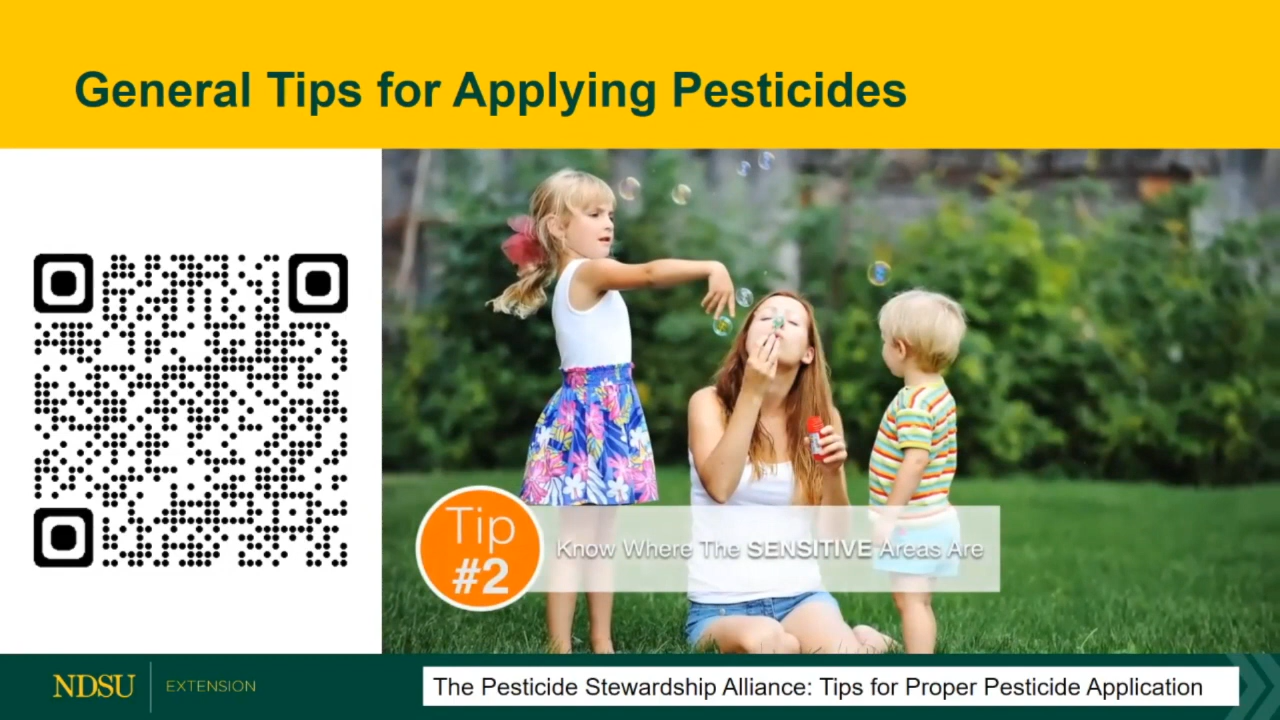 General Tips for Applying Pesticides
Tip
#2
Know Where The SENSITIVE Areas Are
NDSU
EXTENSION
The Pesticide Stewardship Alliance: Tips for Proper Pesticide Application